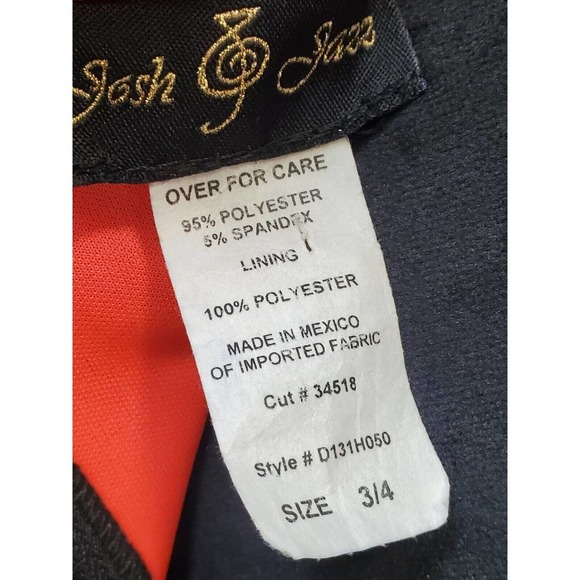 Josh Jazz
OVER FOR CARE
95% POLYESTER
5% SPANDEX
LINING
100% POLYESTER
MADE IN MEXICO
OF IMPORTED FABRIC
Cut # 34518
Style # D131H050
SIZE 3/4